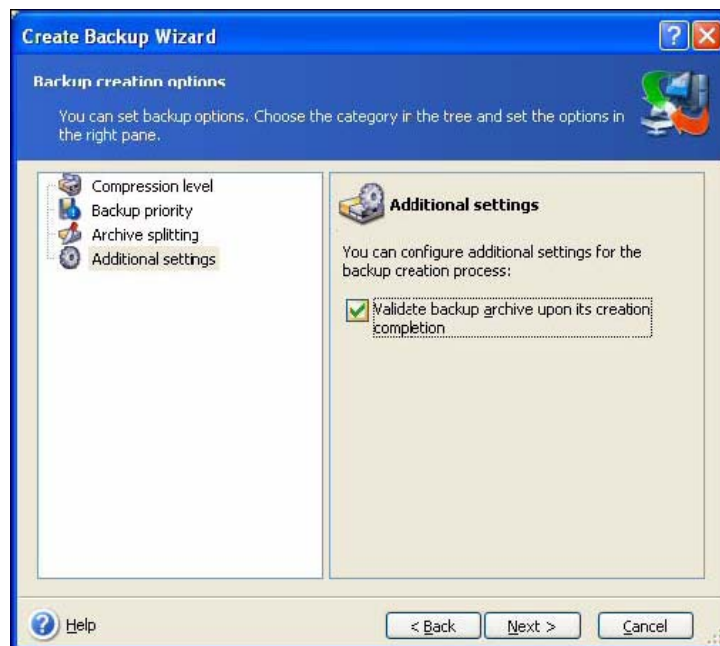 Create Backup Wizard
Backup creation options
You can set backup options. Choose the category in the tree and set the options in
the right pane.
Compression level
Backup priority
Archive splitting
Additional settings
Additional settings
You can configure additional settings for the
backup creation process:
Validate backup archive upon its creation
completion
Help
< Back
Next >
Cancel